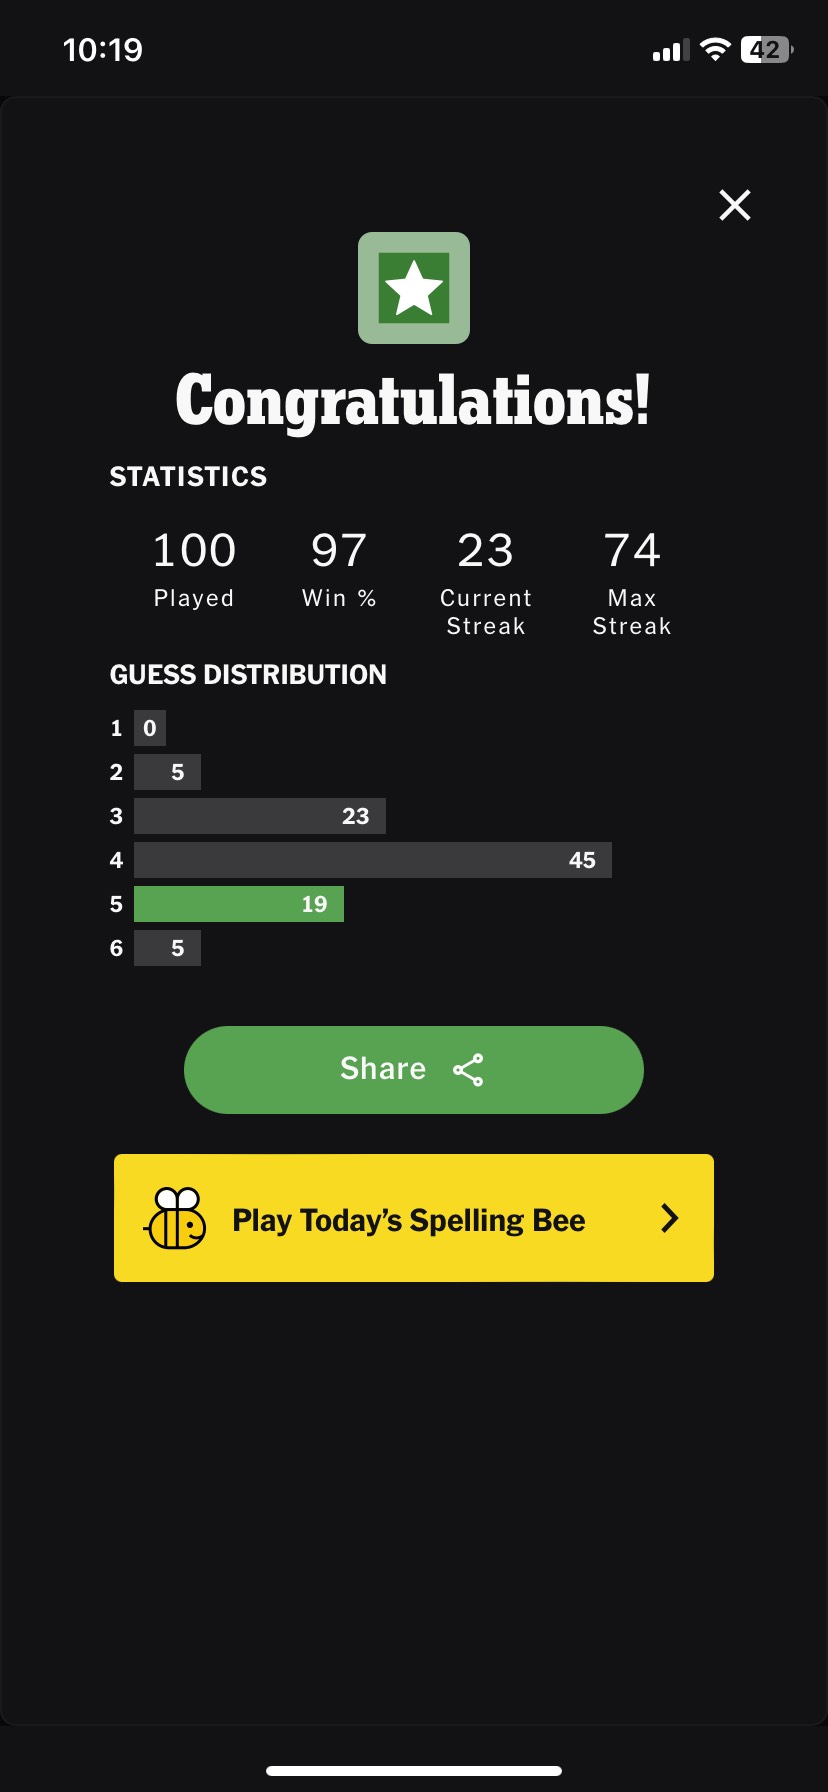 10:19
42
Congratulations!
STATISTICS
100 97 23 74
Played Win % Current Streak Max Streak
GUESS DISTRIBUTION
1 0
2 5
3 23
4 45
5 19
6 5
Share
Play Today's Spelling Bee